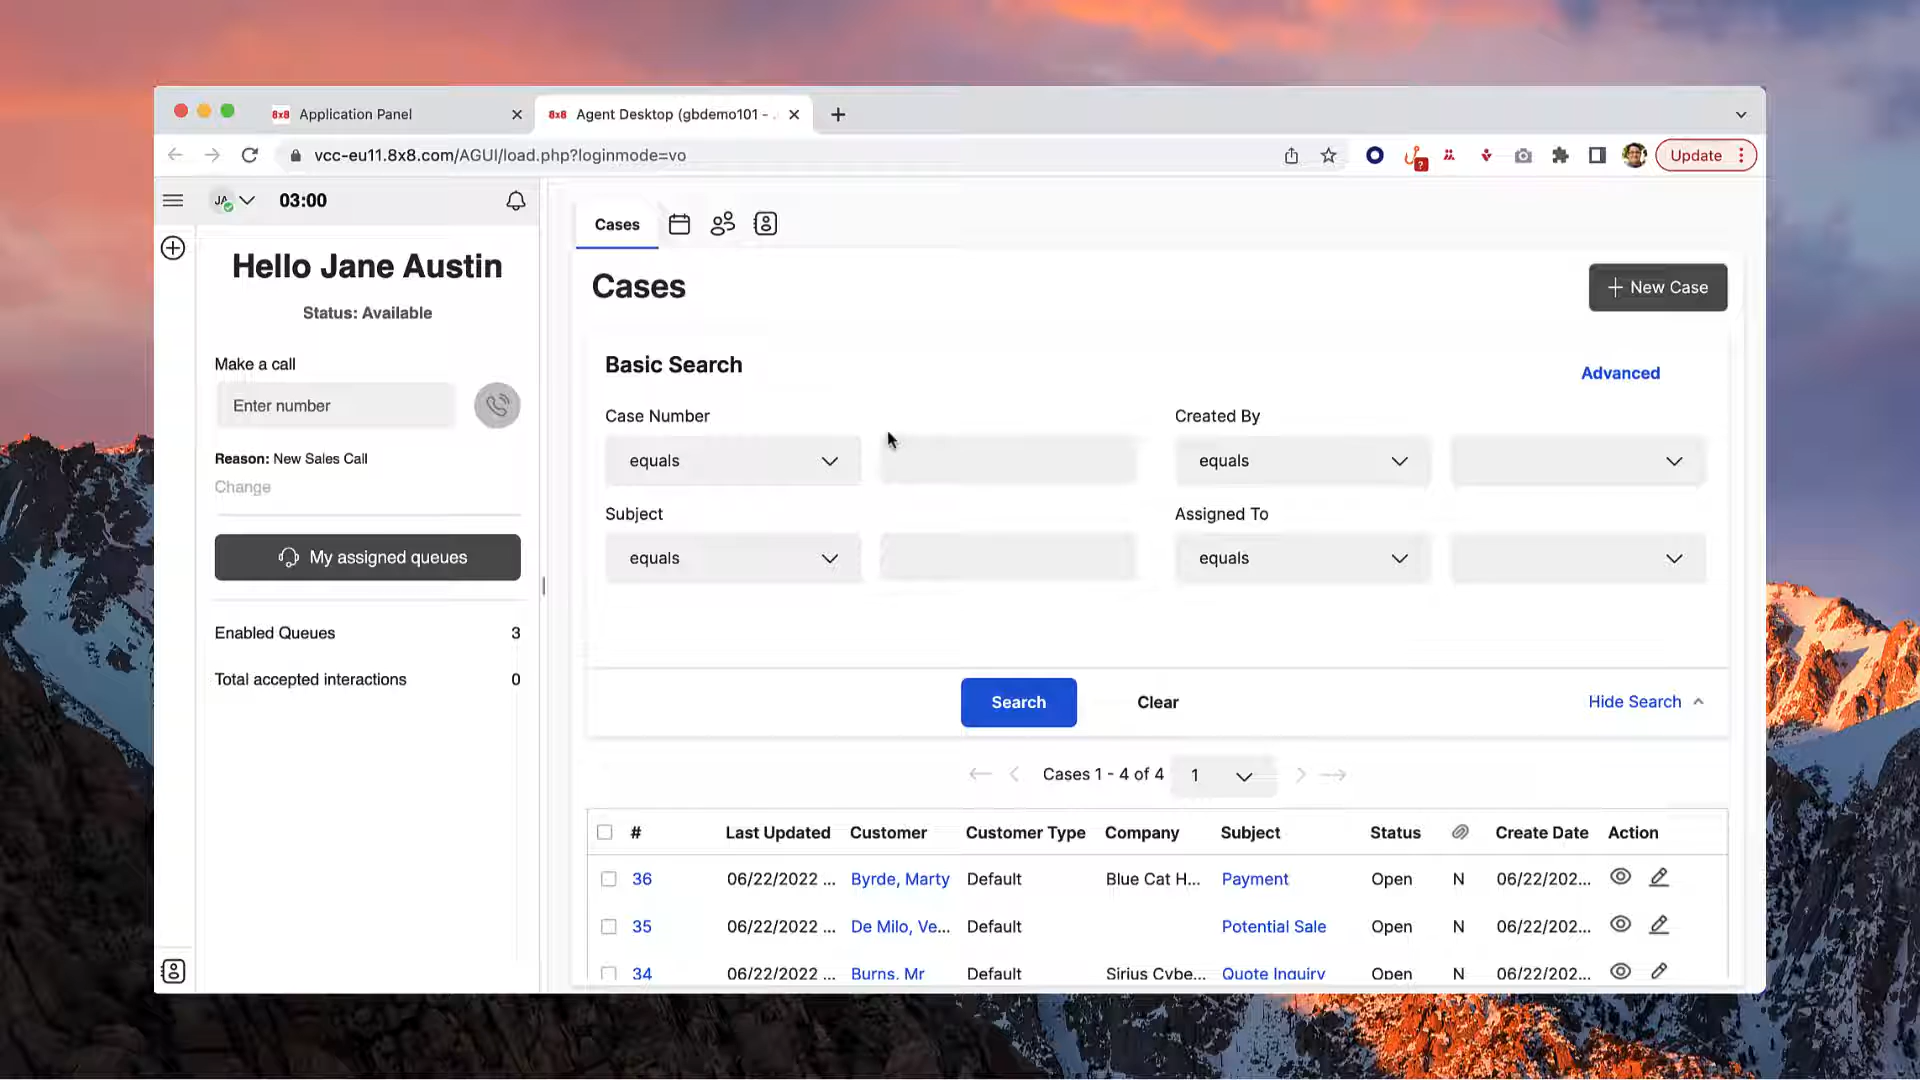 8x8 Application Panel
8x8 Agent Desktop (gbdemo101 -
vcc-eu11.8x8.com/AGUI/load.php?loginmode=vo
?
Update
JA
03:00
Hello Jane Austin
Status: Available
Make a call
Enter number
Reason: New Sales Call
Change
My assigned queues
Enabled Queues 3
Total accepted interactions 0
Cases
Cases
+ New Case
Basic Search
Advanced
Case Number
Created By
equals
equals
Subject
Assigned To
equals
equals
Search
Clear
Hide Search
Cases 1 - 4 of 4
1
# Last Updated Customer Customer Type Company Subject Status Create Date Action
36 06/22/2022 ... Byrde, Marty Default Blue Cat H... Payment Open N 06/22/202...
35 06/22/2022 ... De Milo, Ve... Default Potential Sale Open N 06/22/202...
34 06/22/2022 ... Burns, Mr Default Sirius Cybe... Quote Inquiry Open N 06/22/202...